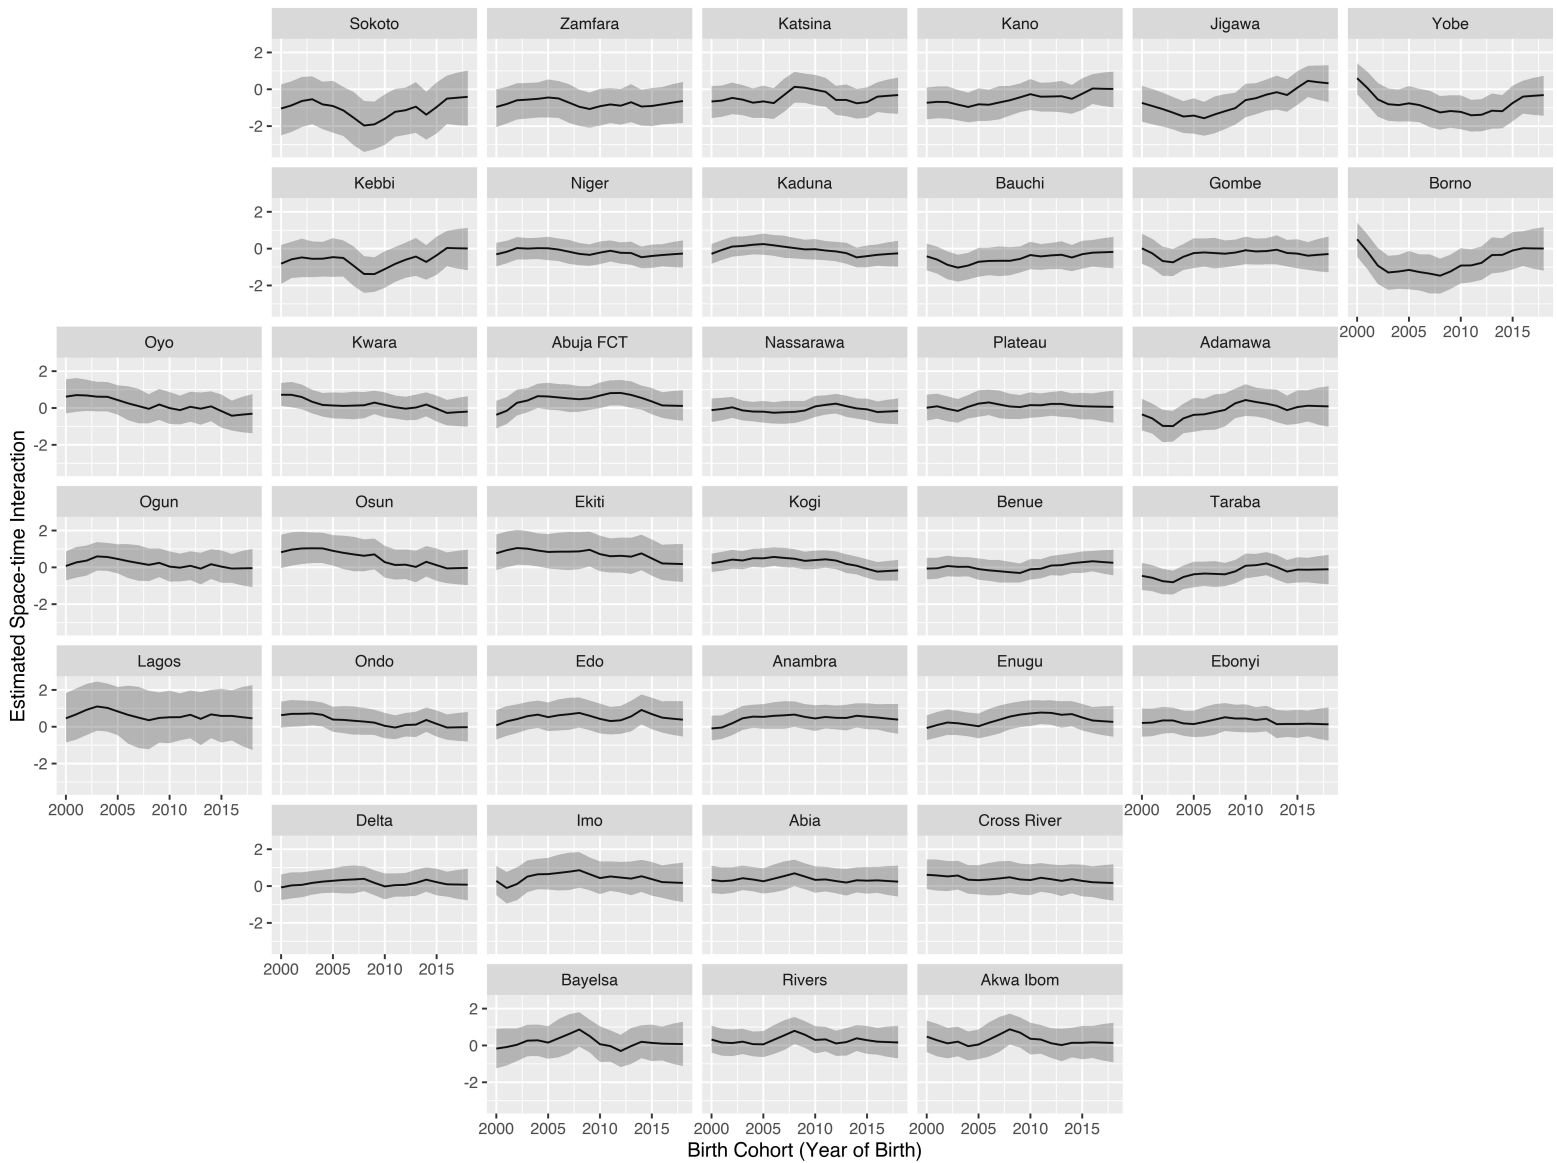 Sokoto Zamfara Katsina Kano Jigawa Yobe
2
0
-2
Kebbi Niger Kaduna Bauchi Gombe Borno
2
0
-2
2000 2005 2010 2015
Oyo Kwara Abuja FCT Nassarawa Plateau Adamawa
2
0
-2
Ogun Osun Ekiti Kogi Benue Taraba
2
0
-2
Lagos Ondo Edo Anambra Enugu Ebonyi
2
0
-2
2000 2005 2010 2015 2000 2005 2010 2015
Delta Imo Abia Cross River
2
0
-2
2000 2005 2010 2015
Bayelsa Rivers Akwa Ibom
2
0
-2
2000 2005 2010 2015 2000 2005 2010 2015 2000 2005 2010 2015
Birth Cohort (Year of Birth)
Estimated Space-time Interaction